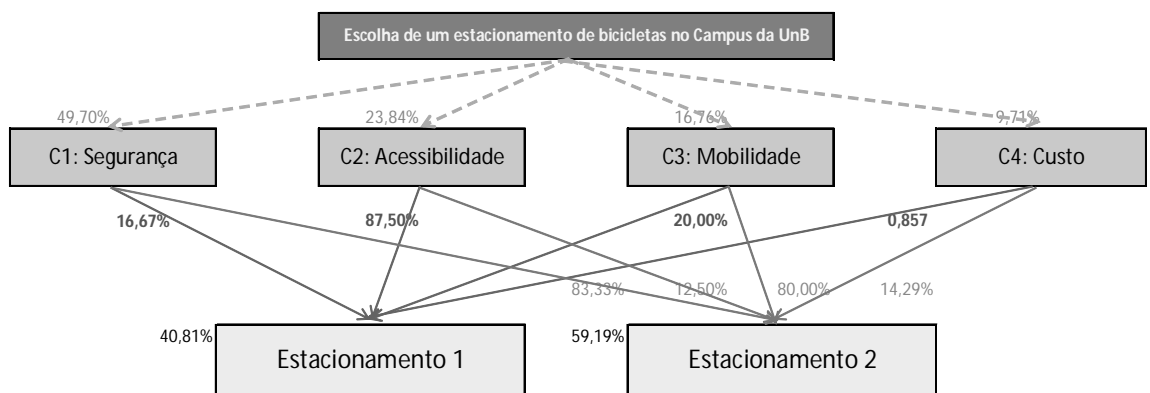 Escolha de um estacionamento de bicicletas no Campus da UnB
49,70% 23,84% 16,76% 9,71%
C1: Segurança C2: Acessibilidade C3: Mobilidade C4: Custo
16,67% 87,50% 20,00% 0,857
83,33% 12,50% 80,00% 14,29%
40,81% 59,19%
Estacionamento 1 Estacionamento 2